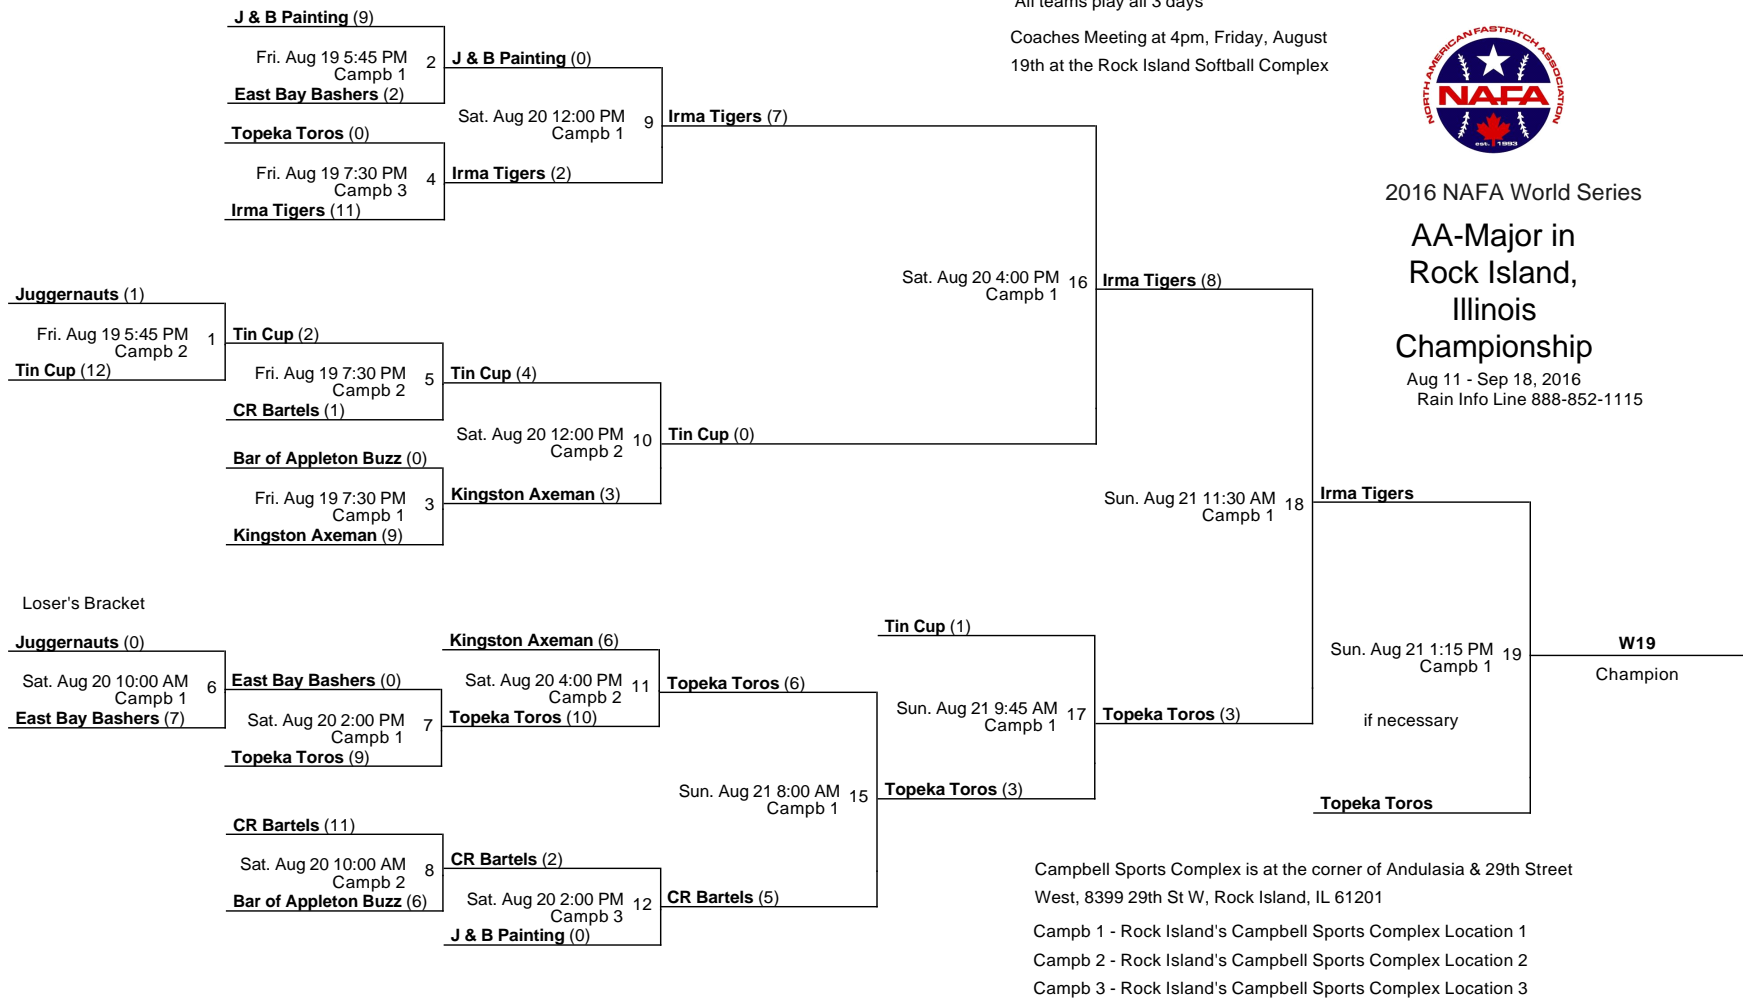 All teams play all 3 days
Coaches Meeting at 4pm, Friday, August
19th at the Rock Island Softball Complex
NORTH AMERICAN FASTPITCH ASSOCIATION
NAFA
est. 1993
2016 NAFA World Series
AA-Major in
Rock Island,
Illinois
Championship
Aug 11 - Sep 18, 2016
Rain Info Line 888-852-1115
J & B Painting (9)
Fri. Aug 19 5:45 PM 2
Campb 1
East Bay Bashers (2)
J & B Painting (0)
Topeka Toros (0)
Fri. Aug 19 7:30 PM 4
Campb 3
Irma Tigers (11)
Sat. Aug 20 12:00 PM 9
Campb 1
Irma Tigers (2)
Irma Tigers (7)
Juggernauts (1)
Fri. Aug 19 5:45 PM 1
Campb 2
Tin Cup (12)
Tin Cup (2)
Fri. Aug 19 7:30 PM 5
Campb 2
CR Bartels (1)
Tin Cup (4)
Bar of Appleton Buzz (0)
Fri. Aug 19 7:30 PM 3
Campb 1
Kingston Axeman (9)
Sat. Aug 20 12:00 PM 10
Campb 2
Kingston Axeman (3)
Tin Cup (0)
Sat. Aug 20 4:00 PM 16
Campb 1
Irma Tigers (8)
Sun. Aug 21 11:30 AM 18
Campb 1
Irma Tigers
Loser's Bracket
Juggernauts (0)
Sat. Aug 20 10:00 AM 6
Campb 1
East Bay Bashers (7)
East Bay Bashers (0)
Sat. Aug 20 2:00 PM 7
Campb 1
Topeka Toros (9)
Kingston Axeman (6)
Sat. Aug 20 4:00 PM 11
Campb 2
Topeka Toros (10)
Topeka Toros (6)
CR Bartels (11)
Sat. Aug 20 10:00 AM 8
Campb 2
Bar of Appleton Buzz (6)
CR Bartels (2)
Sat. Aug 20 2:00 PM 12
Campb 3
J & B Painting (0)
CR Bartels (5)
Sun. Aug 21 8:00 AM 15
Campb 1
Tin Cup (1)
Sun. Aug 21 9:45 AM 17
Campb 1
Topeka Toros (3)
Topeka Toros (3)
Sun. Aug 21 1:15 PM 19
Campb 1
if necessary
Topeka Toros
W19
Champion
Campbell Sports Complex is at the corner of Andulasia & 29th Street
West, 8399 29th St W, Rock Island, IL 61201
Campb 1 - Rock Island's Campbell Sports Complex Location 1
Campb 2 - Rock Island's Campbell Sports Complex Location 2
Campb 3 - Rock Island's Campbell Sports Complex Location 3